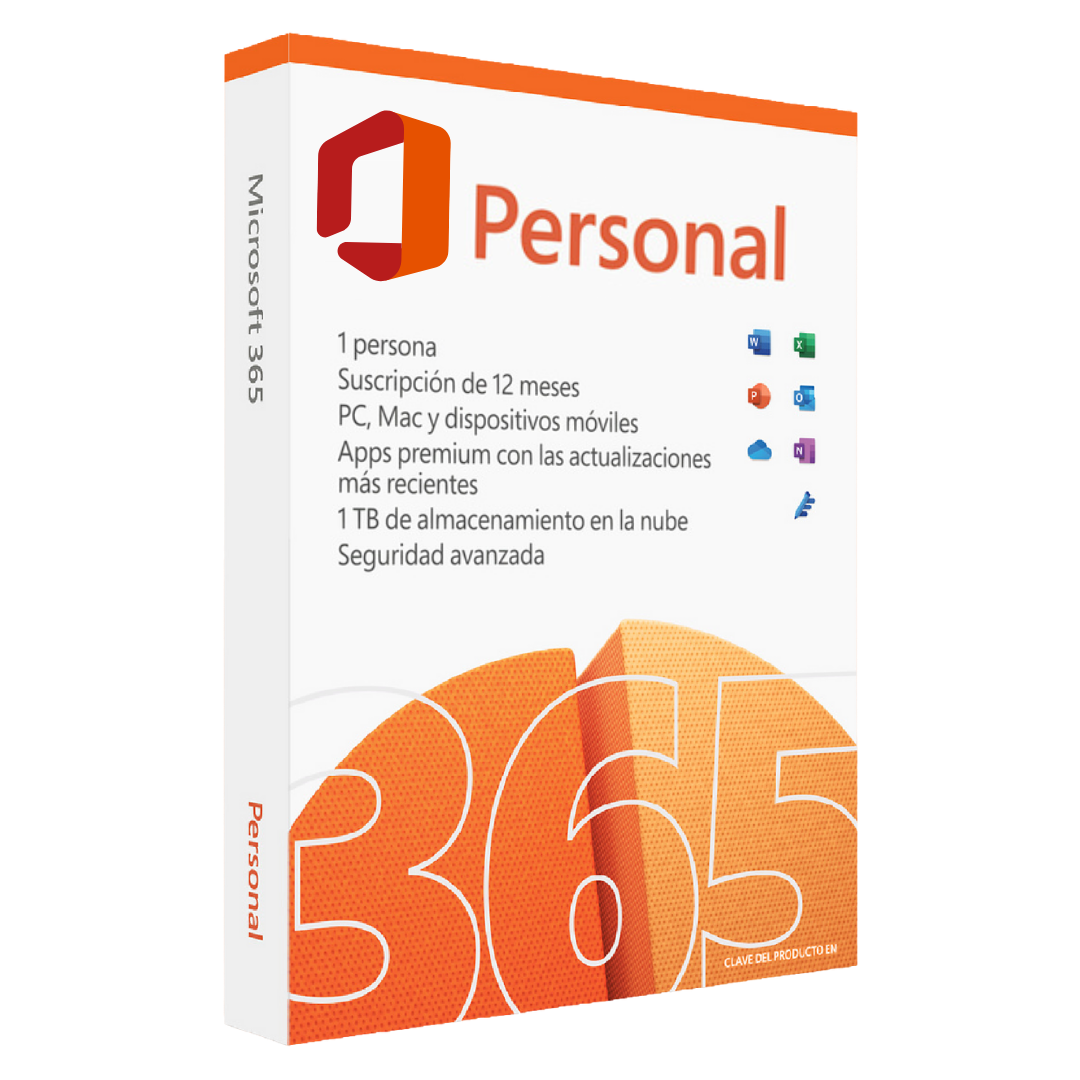 Microsoft 365
Personal
Personal
1 persona
Suscripción de 12 meses
PC, Mac y dispositivos móviles
Apps premium con las actualizaciones
más recientes
1 TB de almacenamiento en la nube
Seguridad avanzada
W
X
P
O
N
365
CLAVE DEL PRODUCTO EN